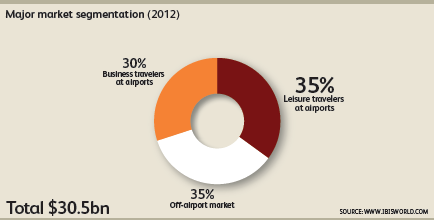 Major market segmentation (2012)
30%
Business travelers
at airports
35%
Leisure travelers
at airports
35%
Off-airport market
Total $30.5bn
SOURCE: WWW.IBISWORLD.COM